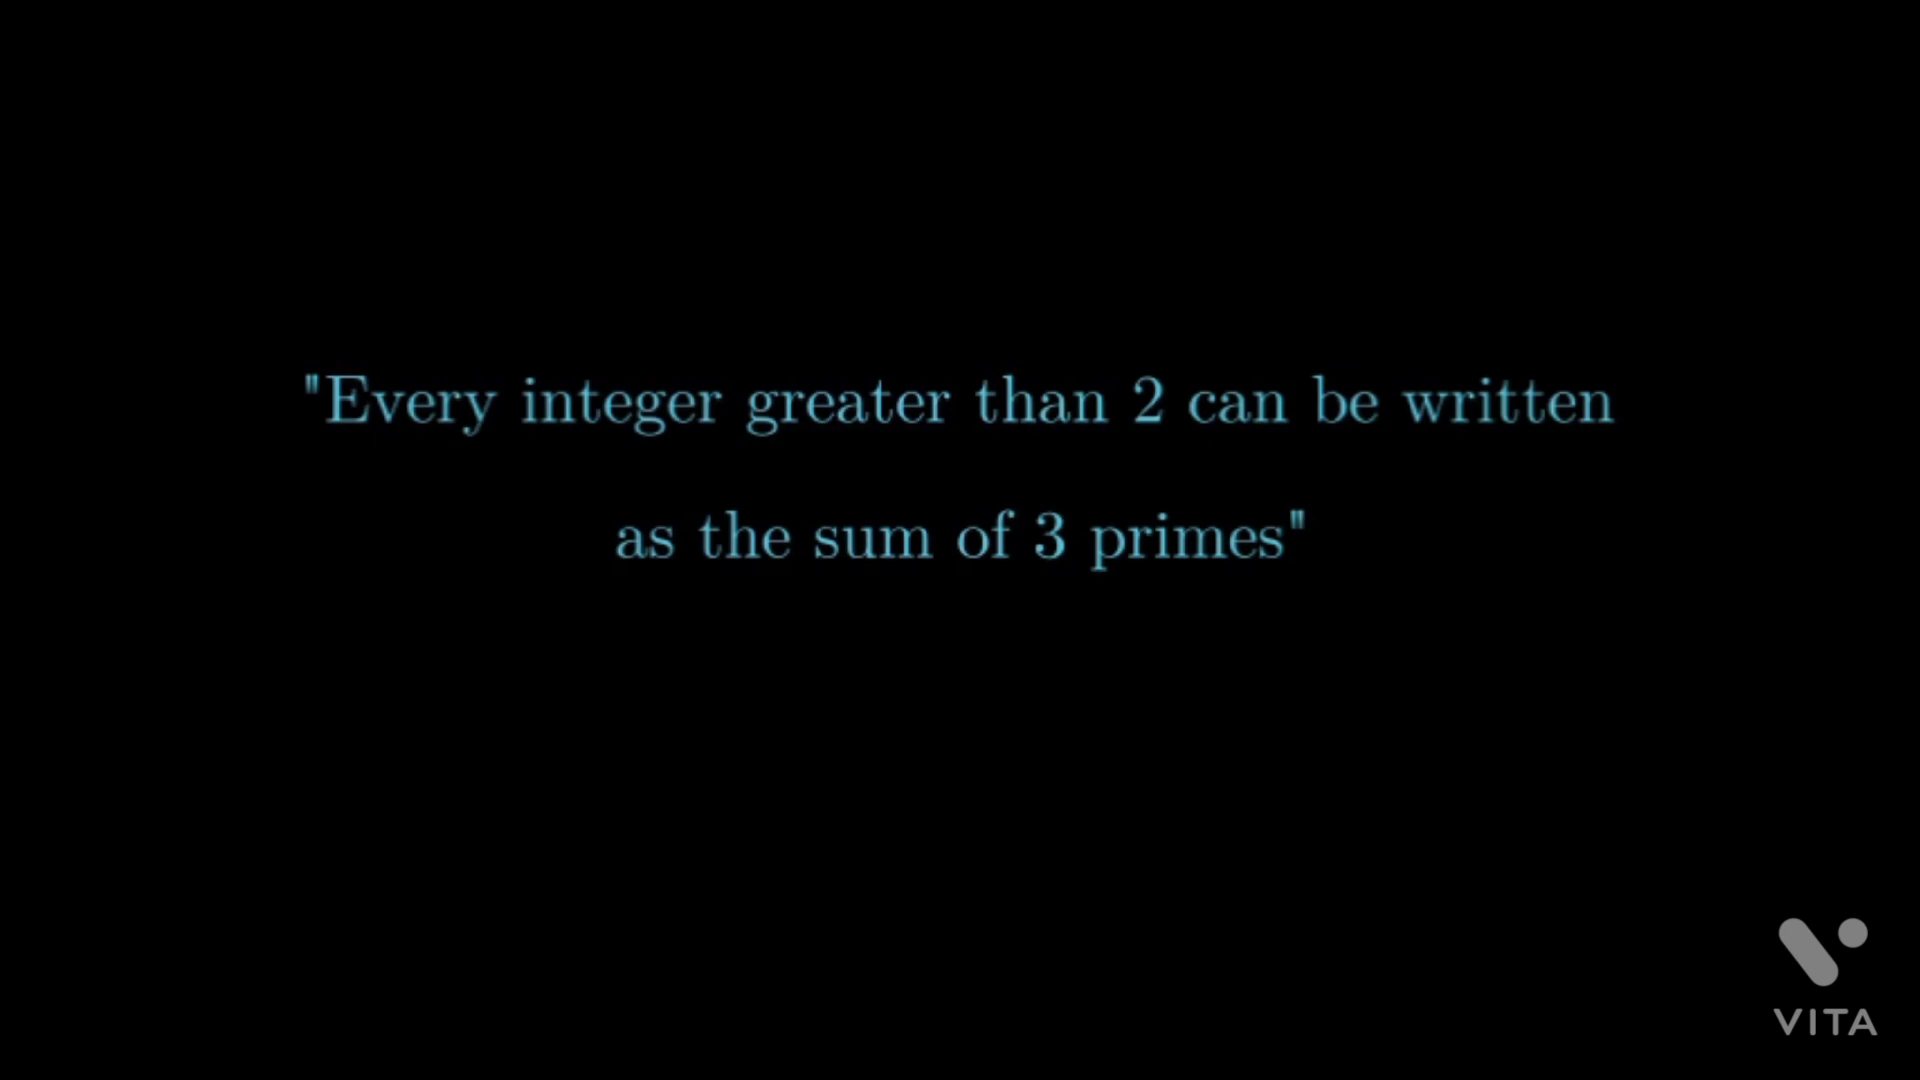 "Every integer greater than 2 can be written
as the sum of 3 primes"
VITA